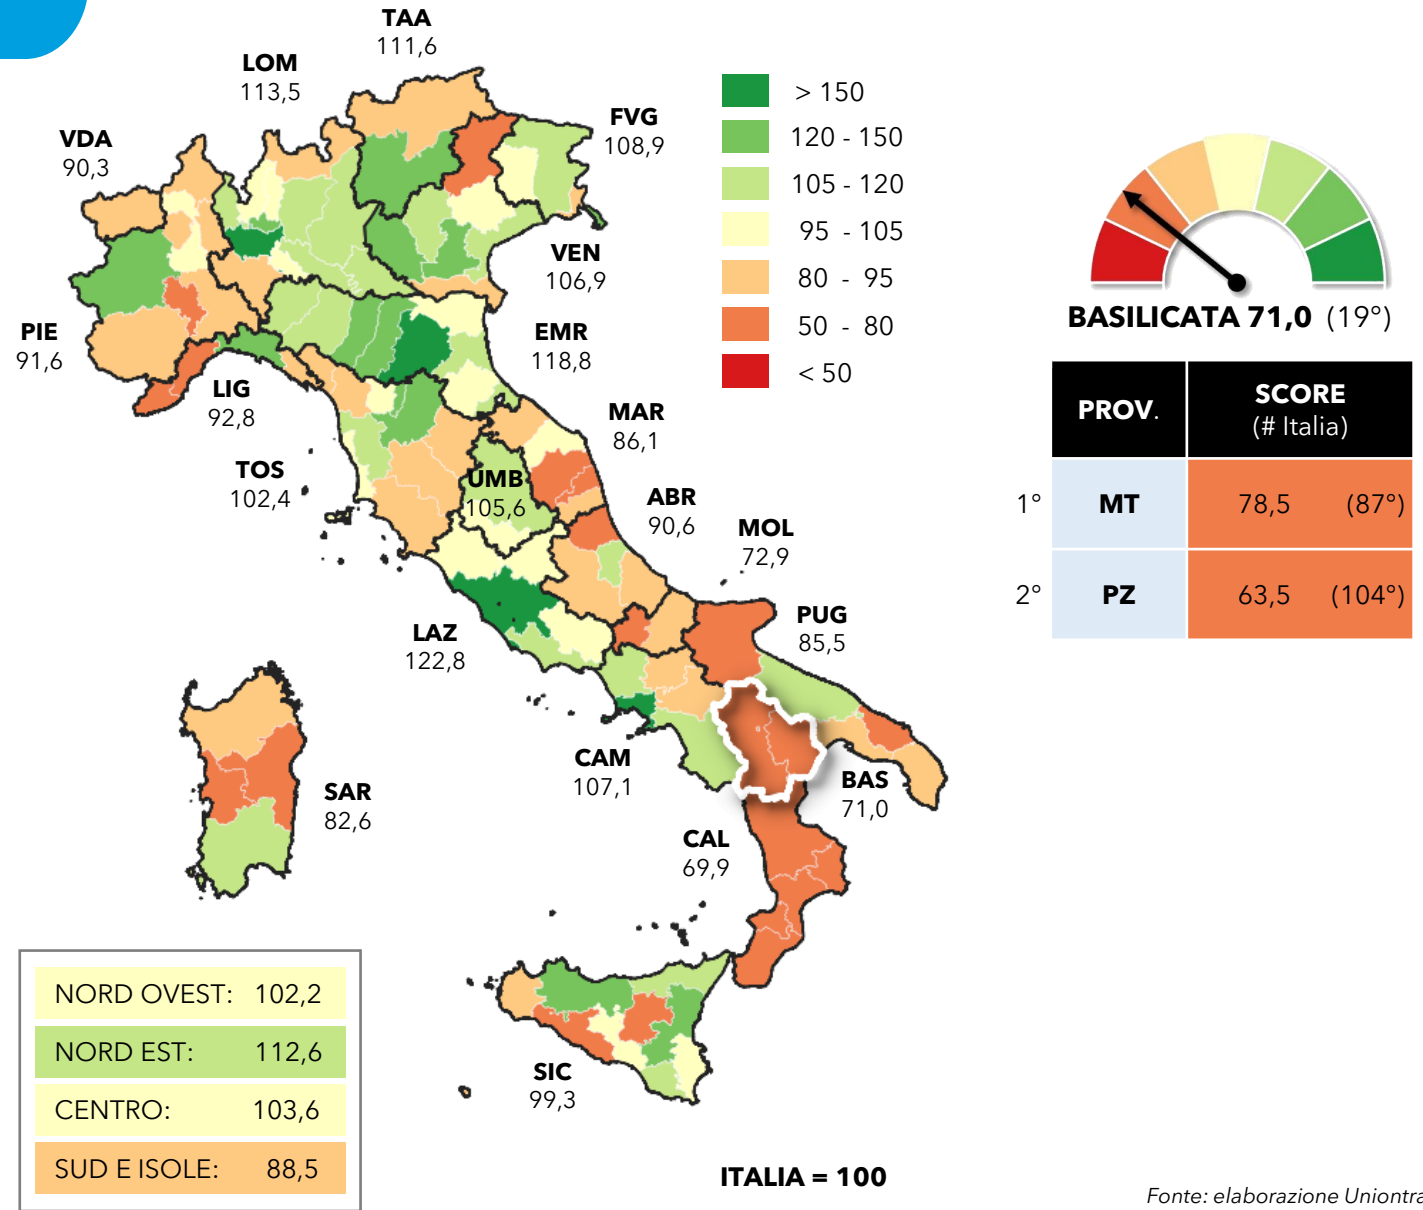 TAA
111,6
LOM
113,5
FVG
108,9
VDA
90,3
VEN
106,9
PIE
91,6
EMR
118,8
LIG
92,8
MAR
86,1
TOS
102,4
UMB
105,6
ABR
90,6
MOL
72,9
LAZ
122,8
PUG
85,5
CAM
107,1
BAS
71,0
SAR
82,6
CAL
69,9
SIC
99,3
> 150
120 - 150
105 - 120
95 - 105
80 - 95
50 - 80
< 50
BASILICATA 71,0 (19°)
PROV. SCORE (# Italia)
1° MT 78,5 (87°)
2° PZ 63,5 (104°)
NORD OVEST: 102,2
NORD EST: 112,6
CENTRO: 103,6
SUD E ISOLE: 88,5
ITALIA = 100
Fonte: elaborazione Uniontra